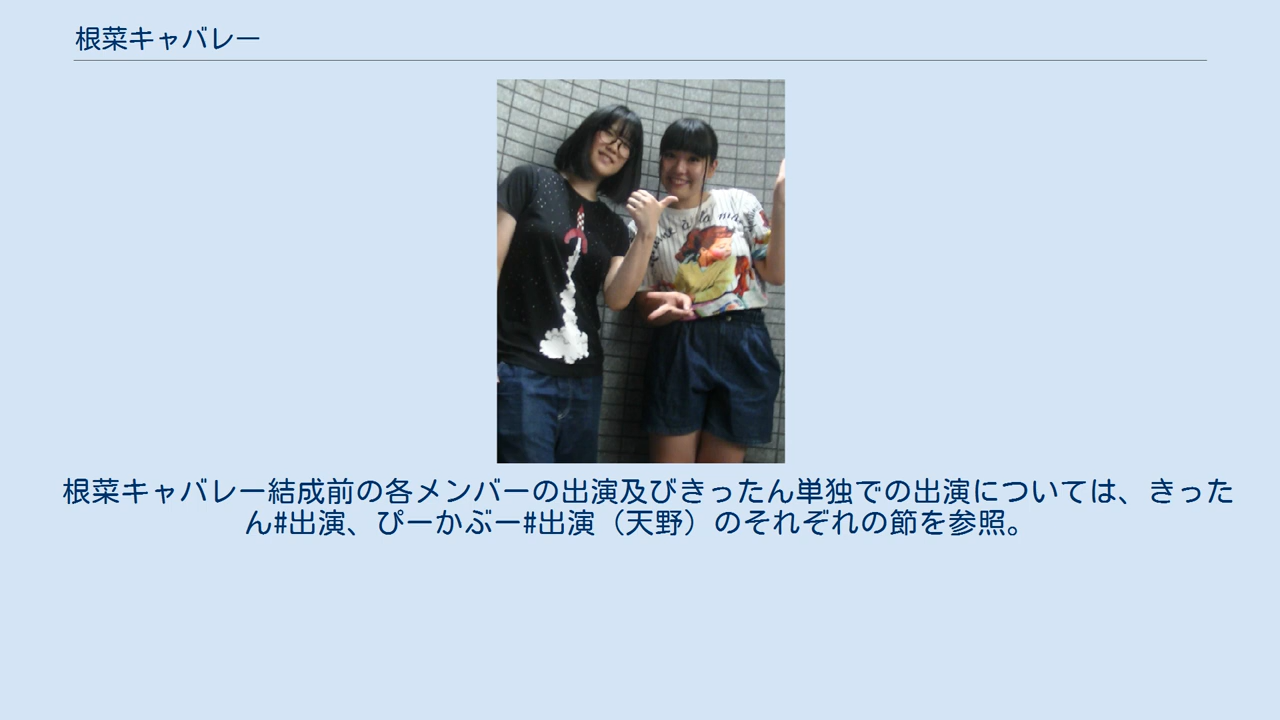 根菜キャバレー
à la mà
根菜キャバレー結成前の各メンバーの出演及びきったん単独での出演については、きった
ん#出演、ぴーかぶー#出演（天野）のそれぞれの節を参照。